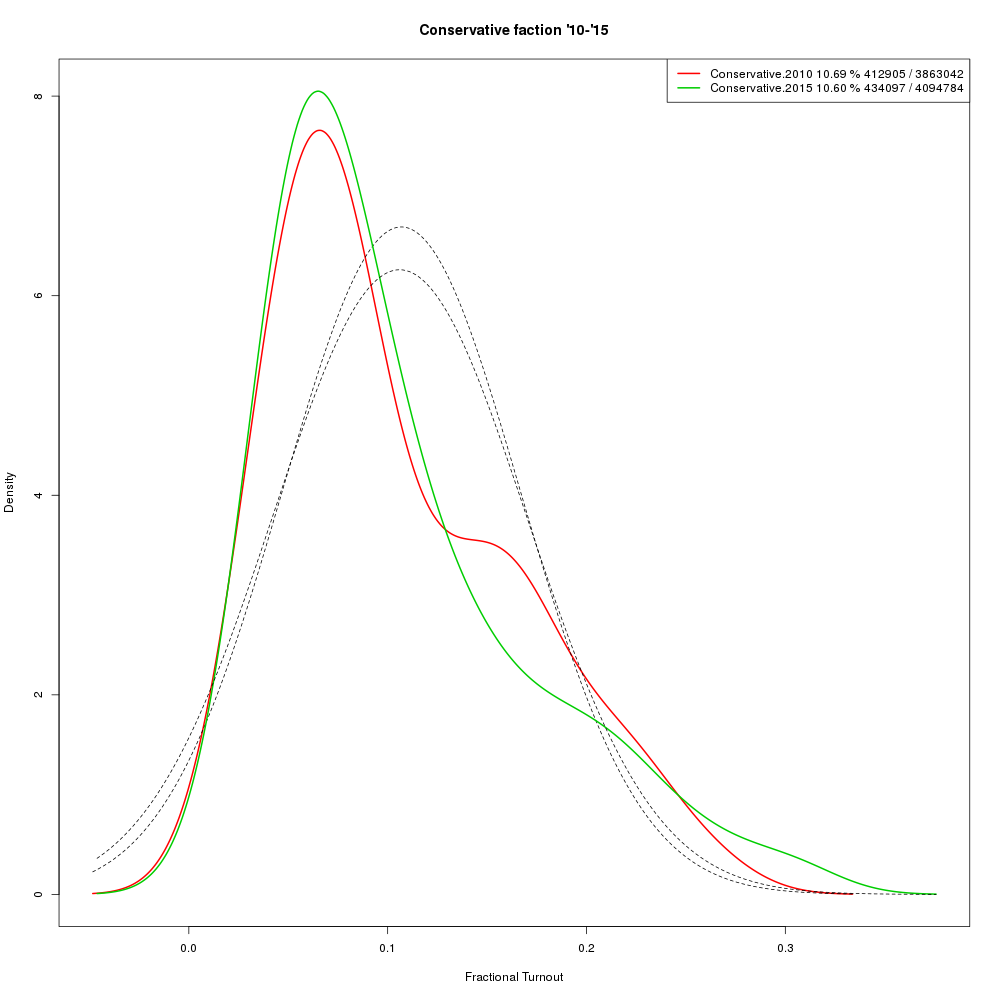 Conservative faction '10-'15
Conservative.2010 10.69 % 412905 / 3863042
Conservative.2015 10.60 % 434097 / 4094784
Density
8
6
4
2
0
0.0 0.1 0.2 0.3
Fractional Turnout